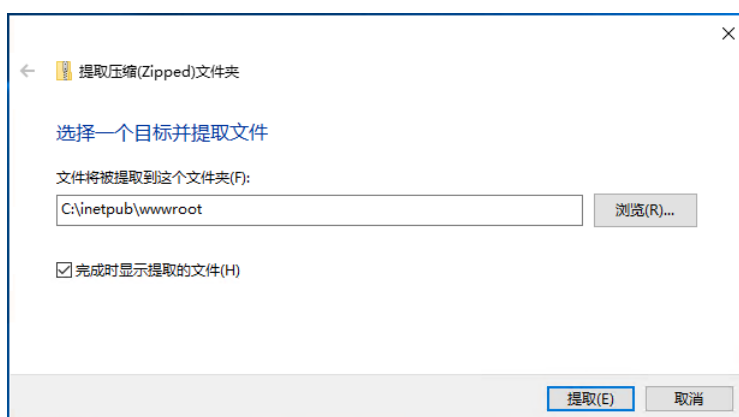 提取压缩(Zipped)文件夹
选择一个目标并提取文件
文件将被提取到这个文件夹(F):
C:\inetpub\wwwroot
浏览(R)...
完成时显示提取的文件(H)
提取(E)
取消